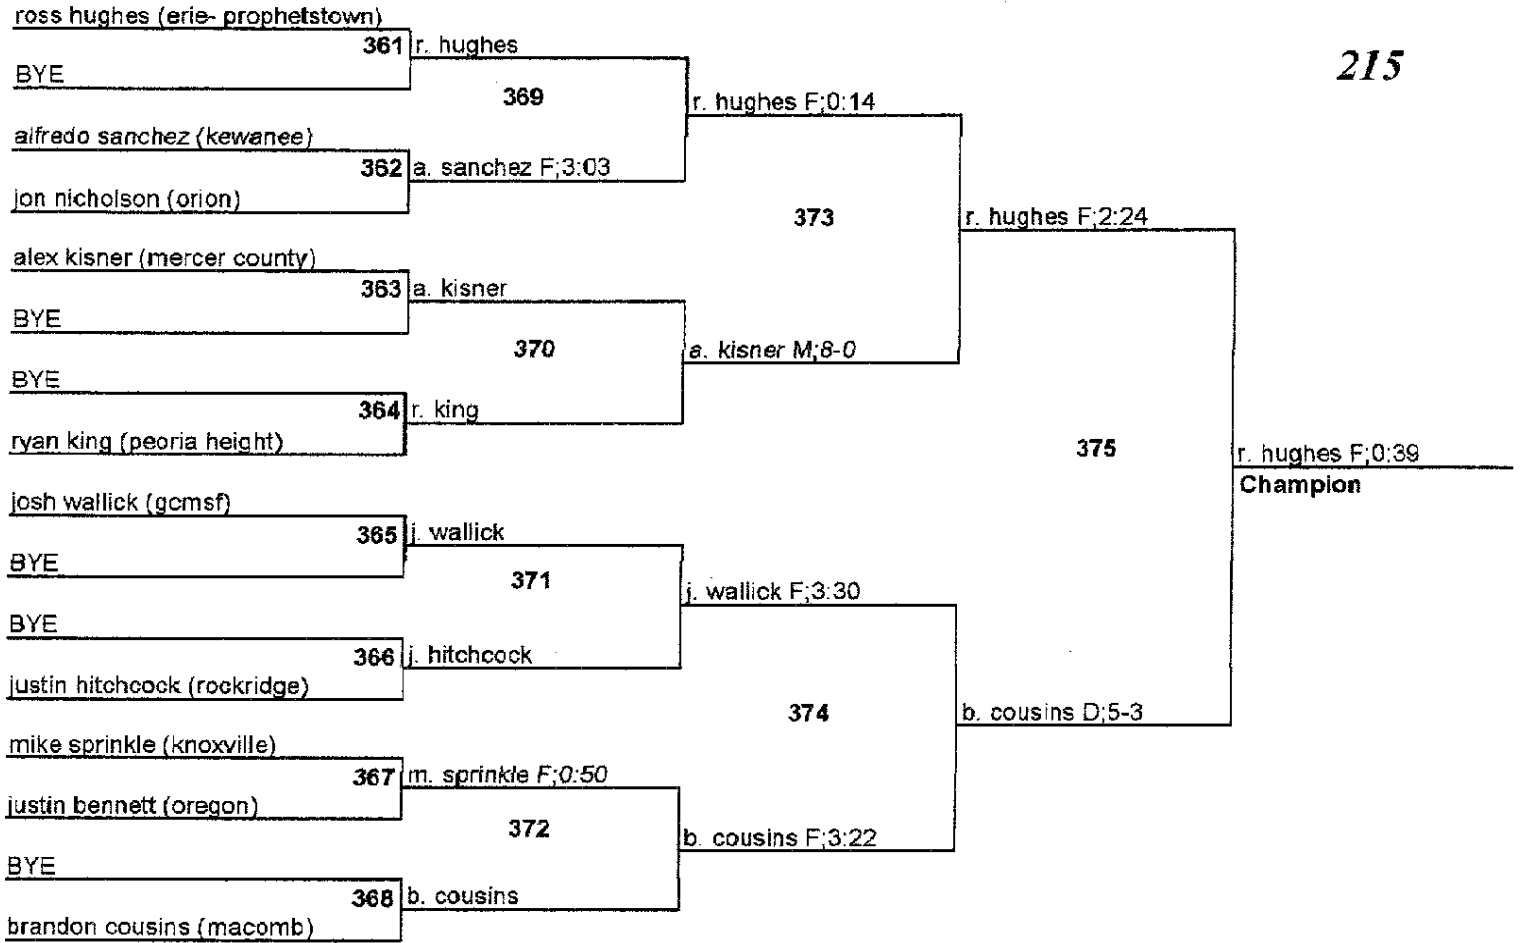 ross hughes (erie- prophetstown)
361 r. hughes
215
BYE
369
r. hughes F;0:14
alfredo sanchez (kewanee)
362 a. sanchez F;3:03
jon nicholson (orion)
373
r. hughes F;2:24
alex kisner (mercer county)
363 a. kisner
BYE
370
a. kisner M;8-0
BYE
364 r. king
ryan king (peoria height)
375
r. hughes F;0:39
Champion
josh wallick (gcmsf)
365 j. wallick
BYE
371
j. wallick F;3:30
BYE
366 j. hitchcock
justin hitchcock (rockridge)
374
b. cousins D;5-3
mike sprinkle (knoxville)
367 m. sprinkle F;0:50
justin bennett (oregon)
372
b. cousins F;3:22
BYE
368 b. cousins
brandon cousins (macomb)